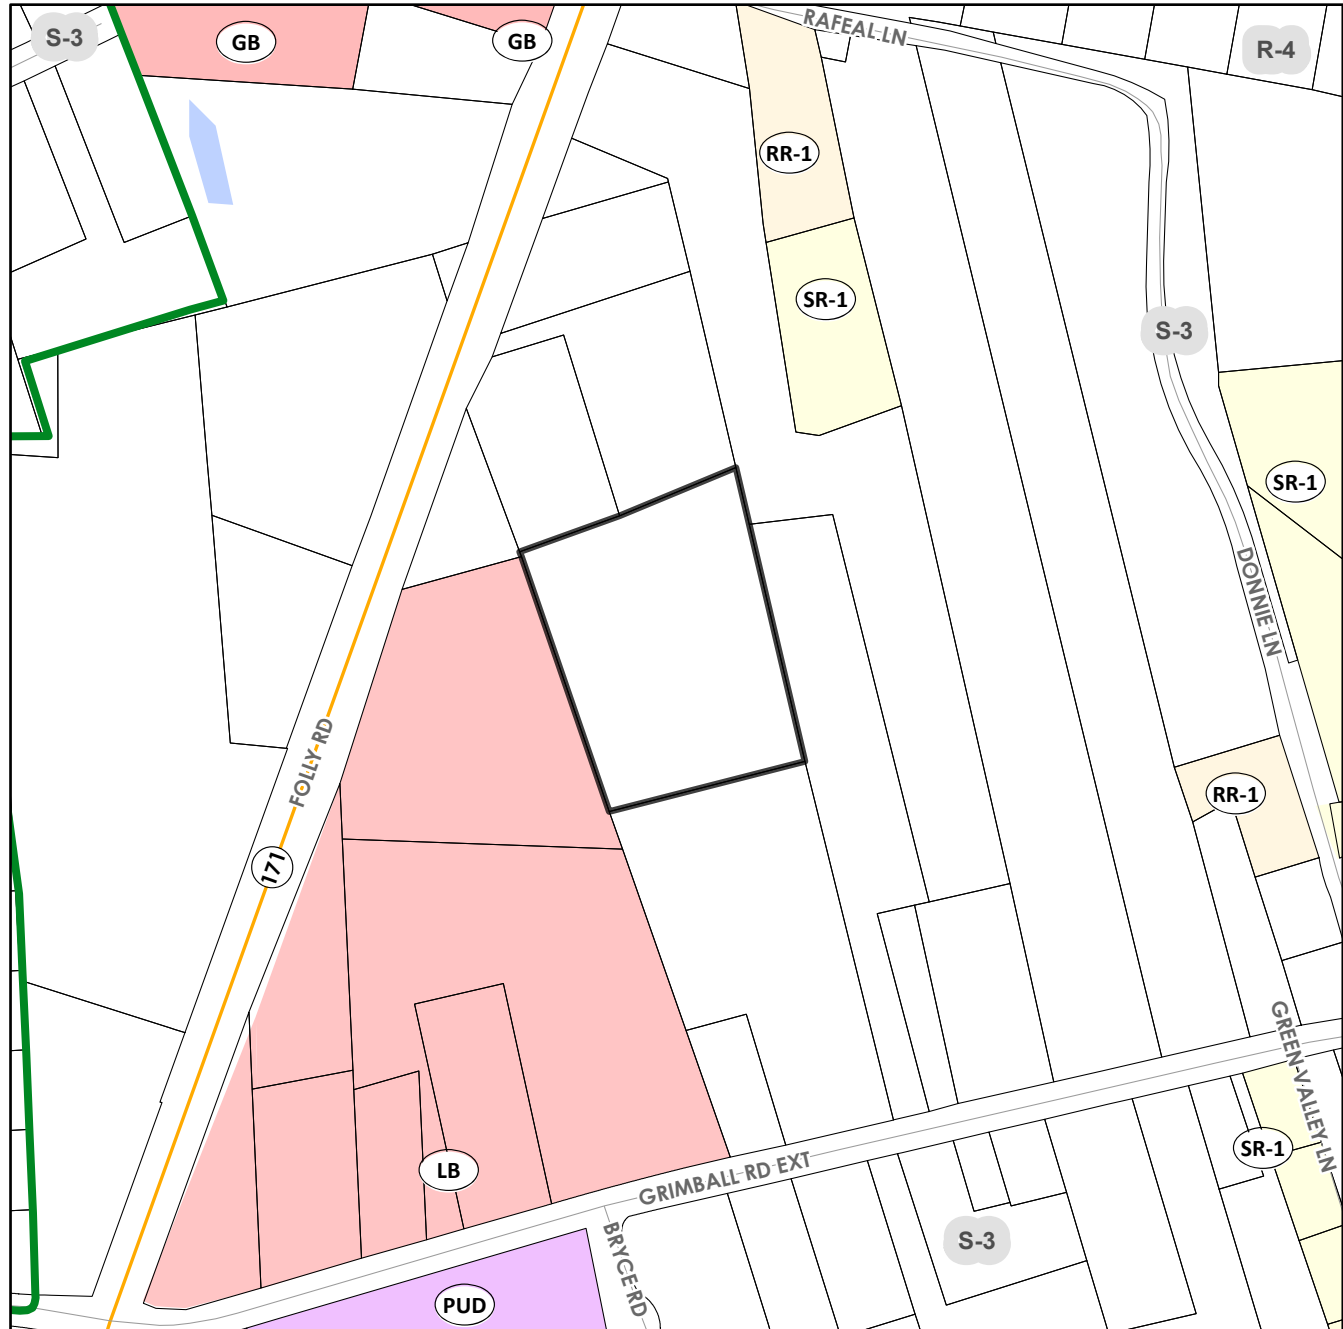 RAFEAL LN
S-3
GB
GB
R-4
RR-1
SR-1
S-3
SR-1
DONNIE LN
FOLLY RD
RR-1
171
GREEN VALLEY LN
SR-1
LB
GRIMBALL RD EXT
S-3
BRYCE RD
PUD